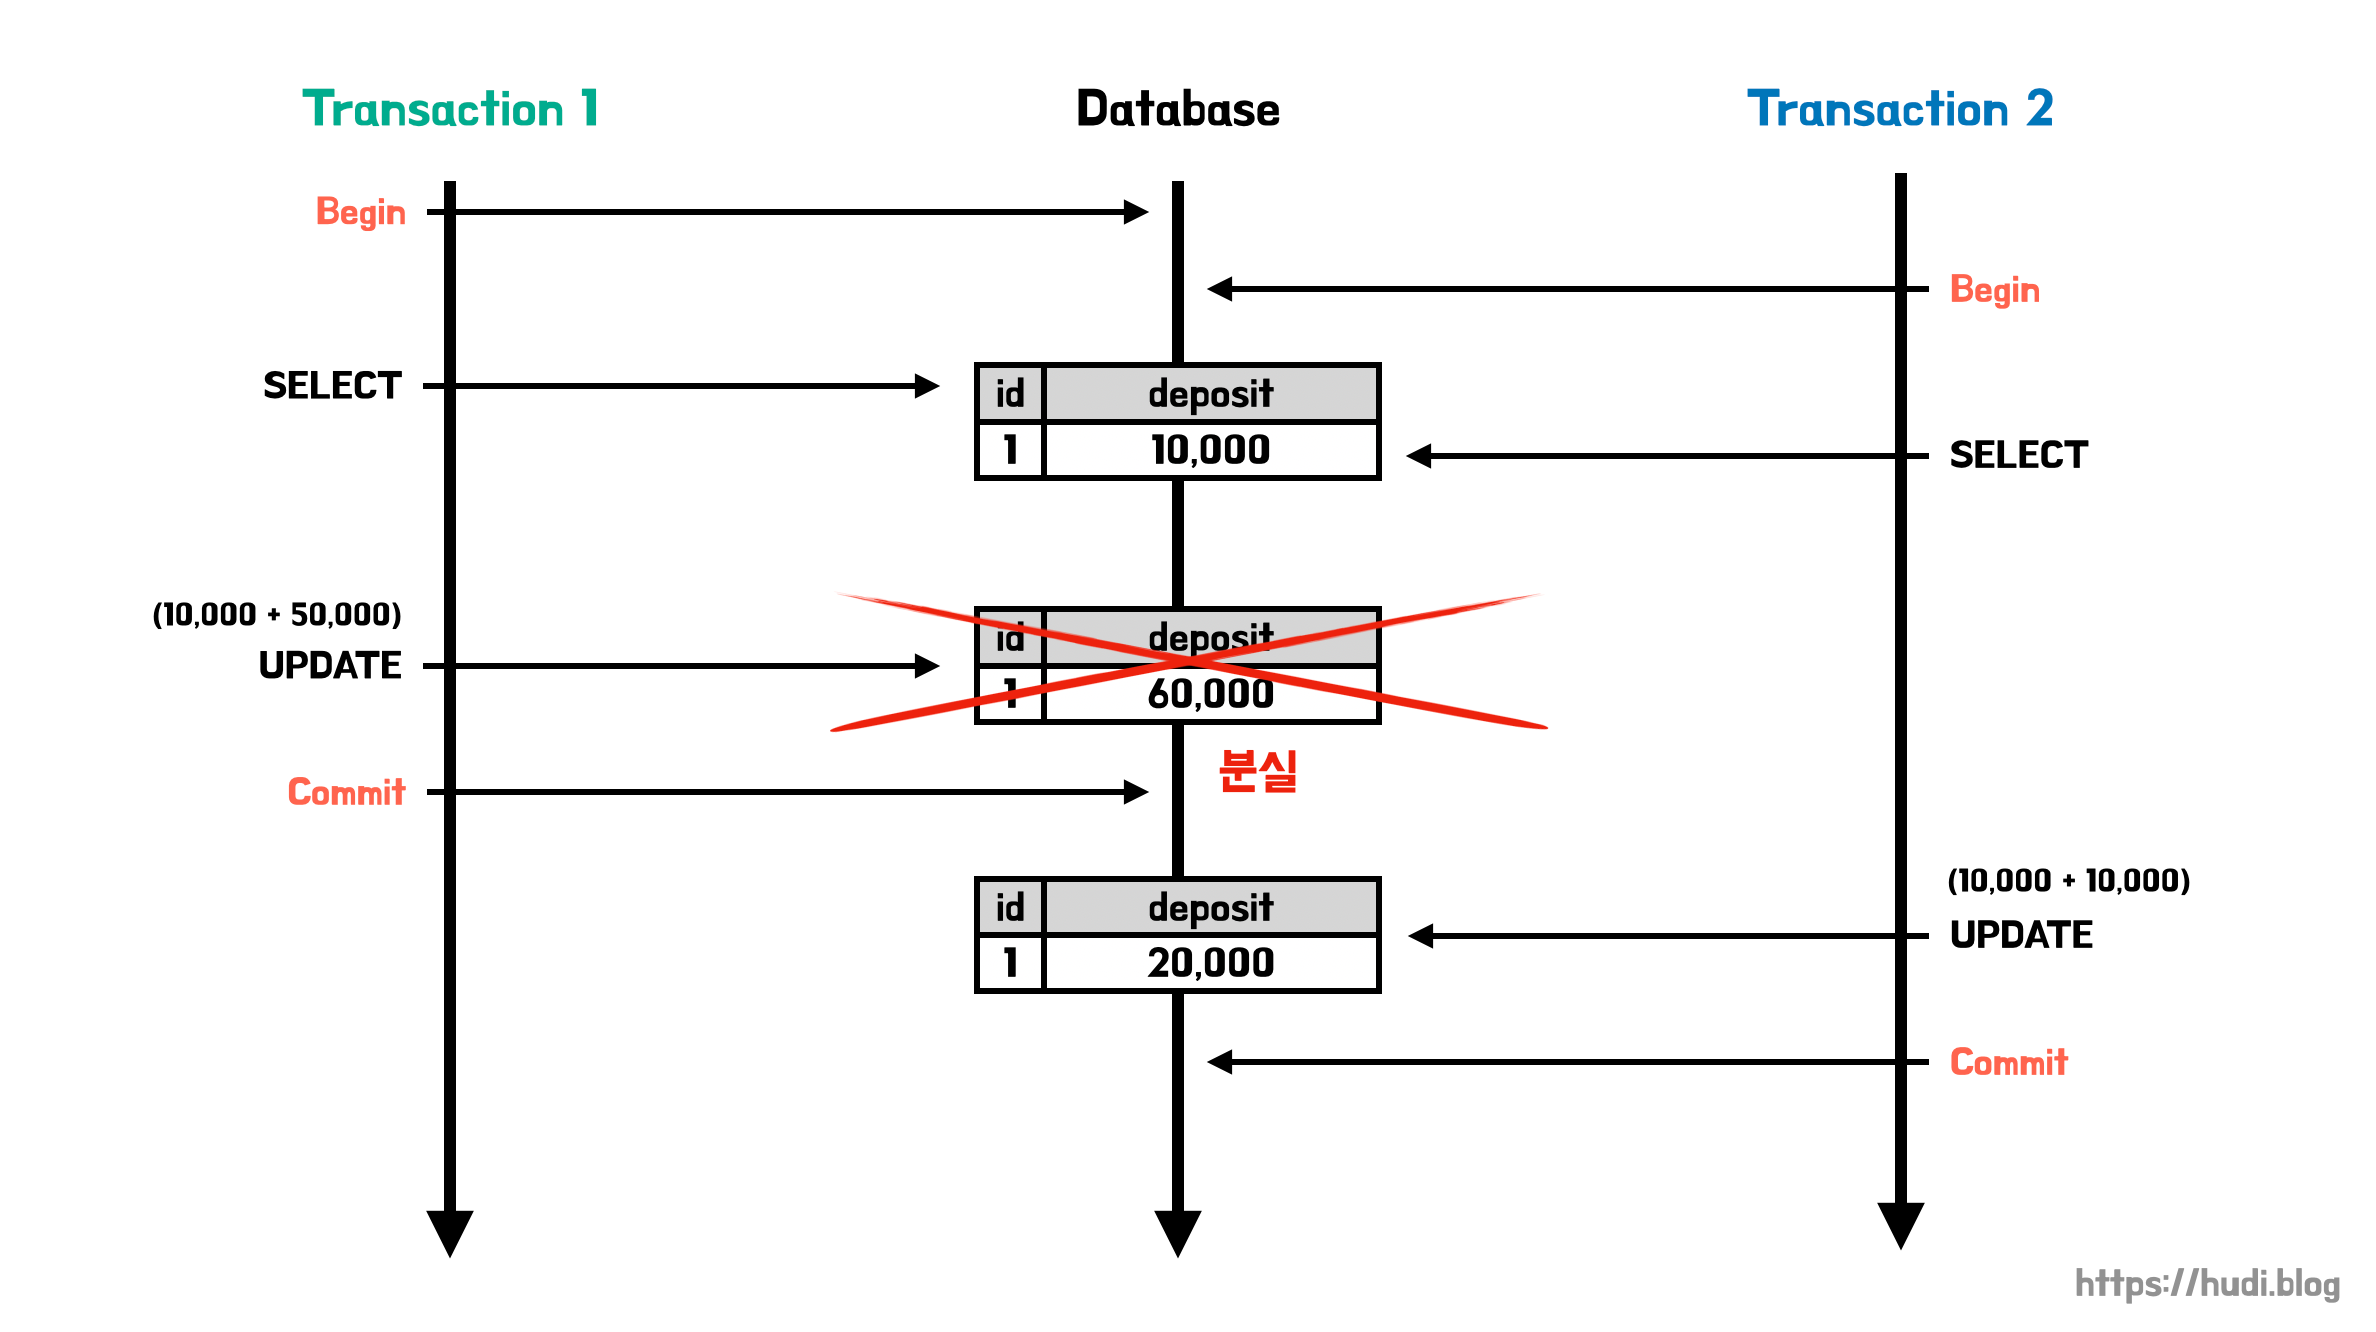 Transaction 1
Database
Transaction 2
Begin
Begin
SELECT
id deposit
1 10,000
SELECT
(10,000 + 50,000)
UPDATE
id deposit
1 60,000
분실
Commit
id deposit
1 20,000
(10,000 + 10,000)
UPDATE
Commit
https://hudi.blog